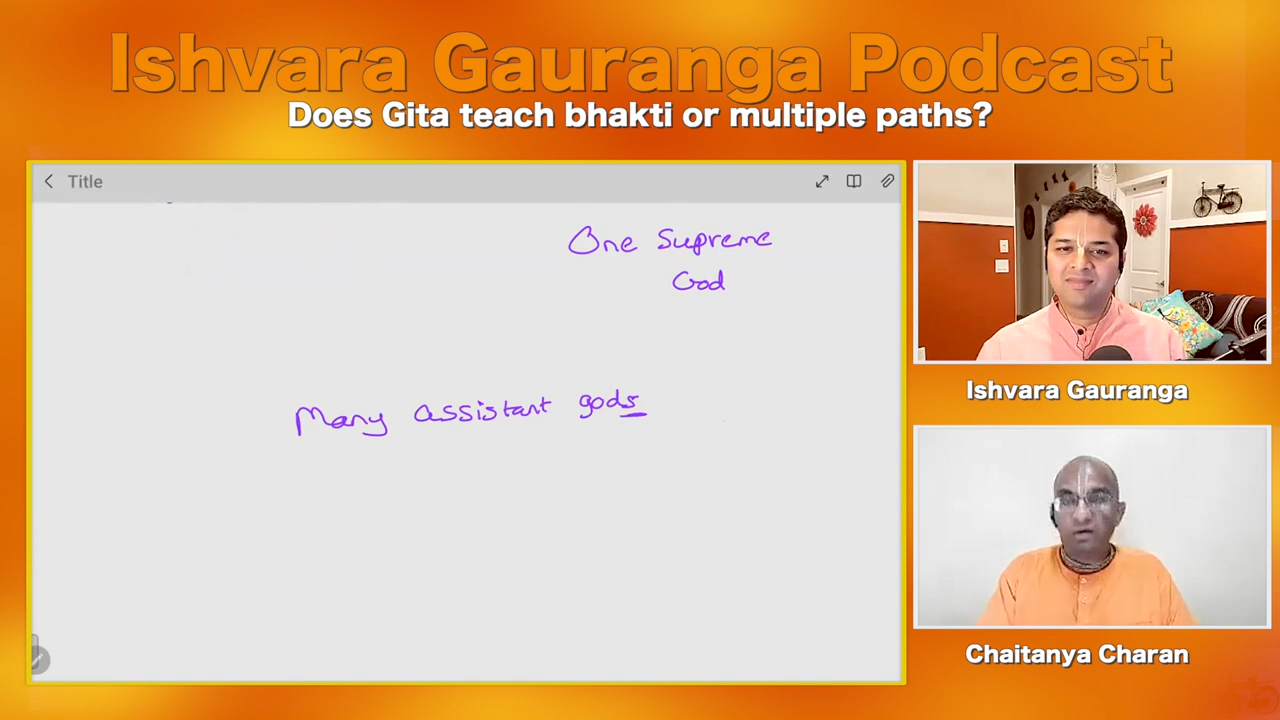 Ishvara Gauranga Podcast
Does Gita teach bhakti or multiple paths?
Title
One Supreme
God
Many assistant gods
Ishvara Gauranga
Chaitanya Charan